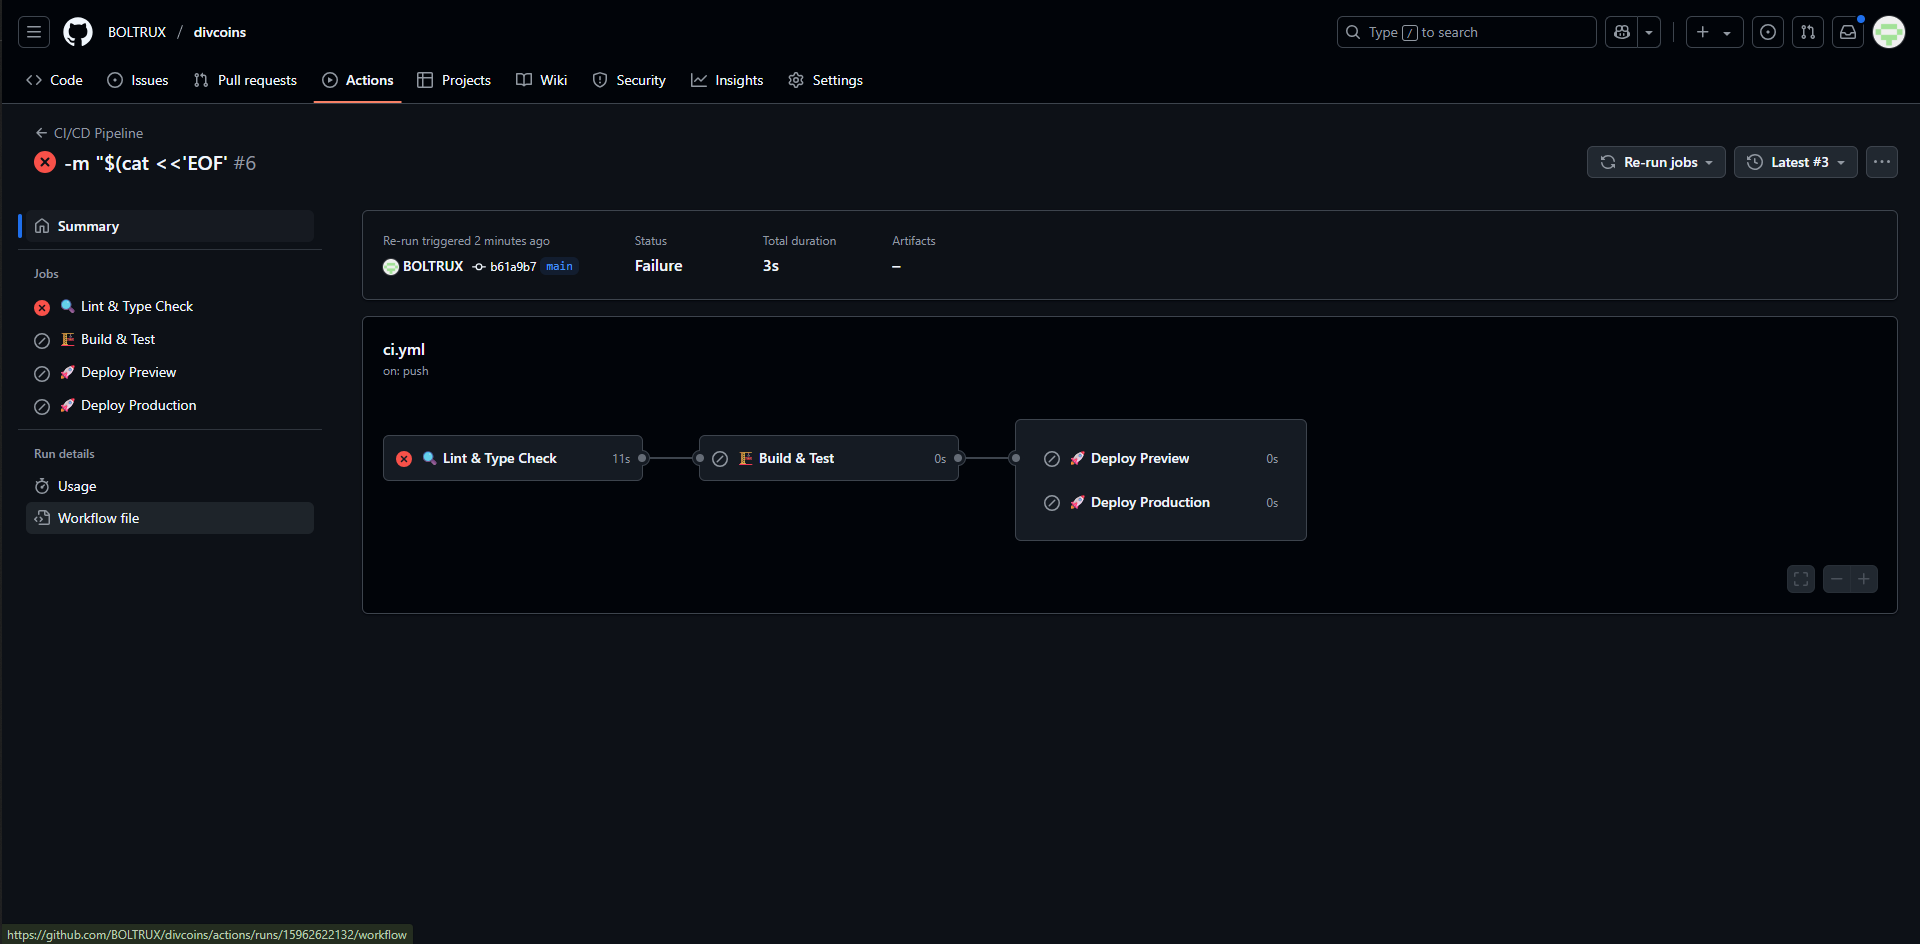 BOLTRUX / divcoins
Type / to search
Code Issues Pull requests Actions Projects Wiki Security Insights Settings
CI/CD Pipeline
-m "$(cat <<'EOF' #6
Re-run jobs Latest #3
Summary
Jobs
Lint & Type Check
Build & Test
Deploy Preview
Deploy Production
Run details
Usage
Workflow file
Re-run triggered 2 minutes ago Status Total duration Artifacts
BOLTRUX b61a9b7 main Failure 3s –
ci.yml
on: push
Lint & Type Check 11s Build & Test 0s Deploy Preview 0s
Deploy Production 0s
https://github.com/BOLTRUX/divcoins/actions/runs/15962622132/workflow